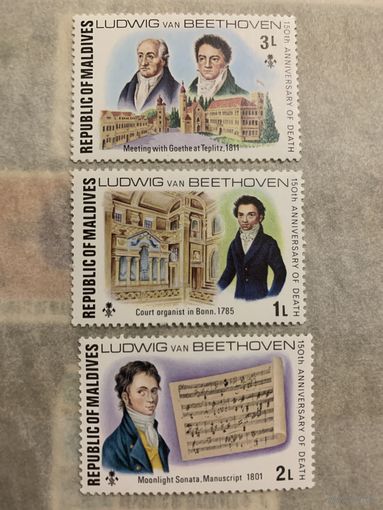 LUDWIG VAN BEETHOVEN
REPUBLIC OF MALDIVES
3L
150th ANNIVERSARY OF DEATH
Meeting with Goethe at Teplitz, 1811
LUDWIG VAN BEETHOVEN
REPUBLIC OF MALDIVES
150th ANNIVERSARY OF DEATH
Court organist in Bonn, 1785
1L
LUDWIG VAN BEETHOVEN
REPUBLIC OF MALDIVES
150th ANNIVERSARY OF DEATH
Moonlight Sonata, Manuscript 1801
2L